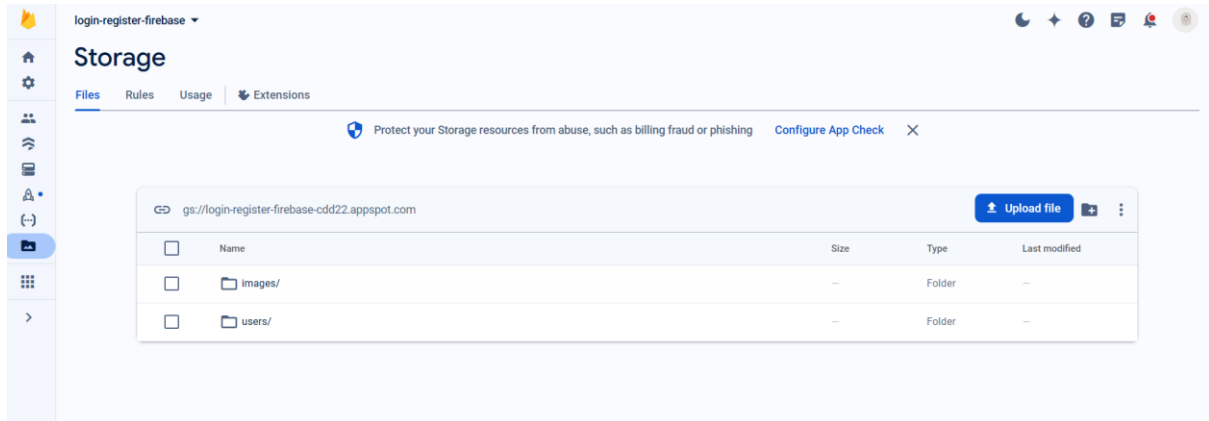 login-register-firebase
Storage
Files Rules Usage Extensions
Protect your Storage resources from abuse, such as billing fraud or phishing Configure App Check
gs://login-register-firebase-cdd22.appspot.com Upload file
Name Size Type Last modified
images/ — Folder —
users/ — Folder —